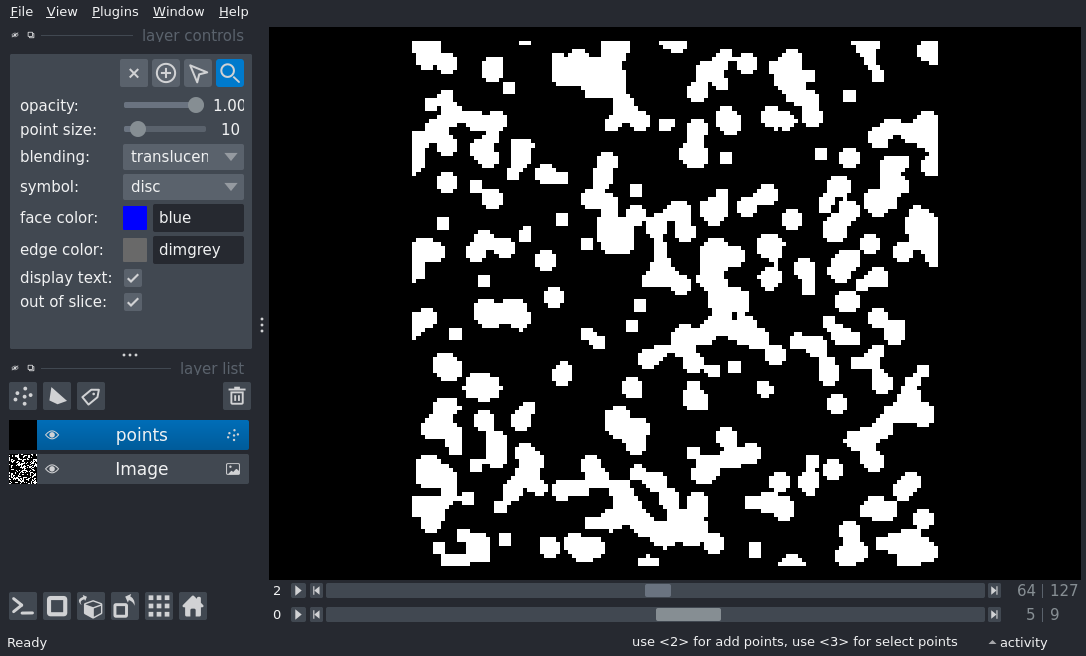 File View Plugins Window Help
layer controls
opacity: 1.00
point size: 10
blending: translucen
symbol: disc
face color: blue
edge color: dimgrey
display text:
out of slice:
layer list
points
Image
2 64 | 127
0 5 | 9
Ready use <2> for add points, use <3> for select points activity